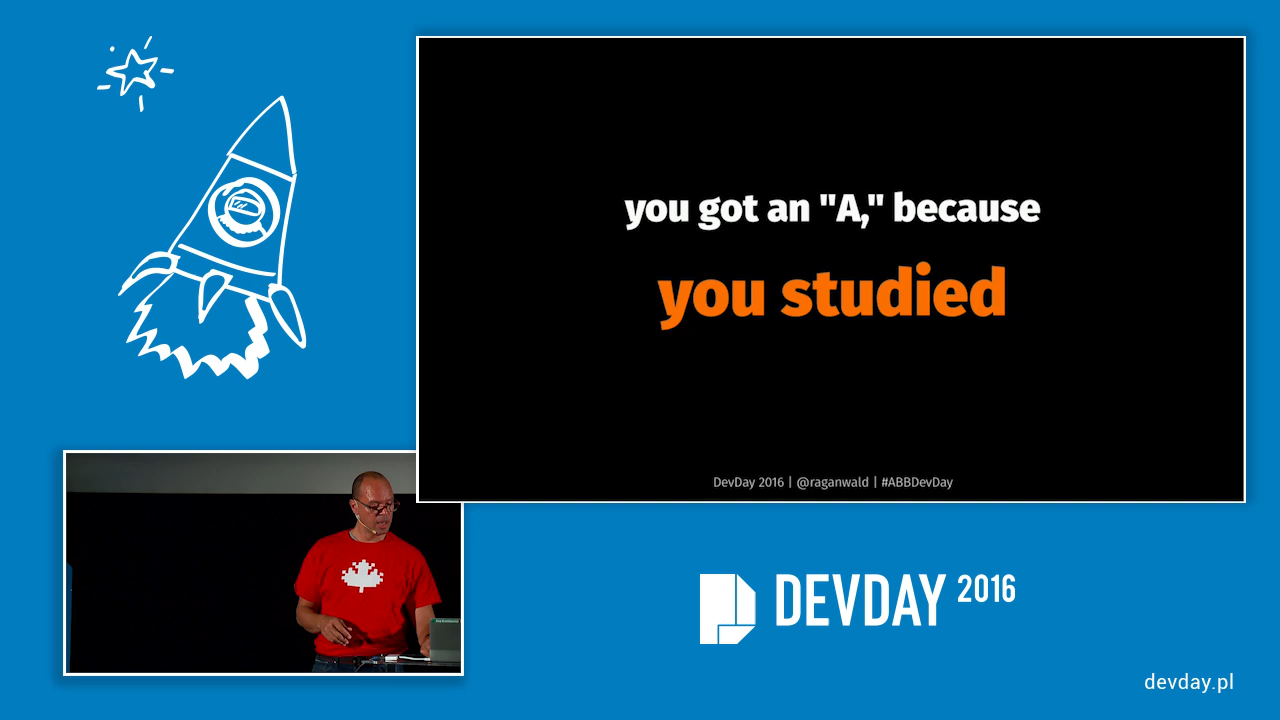 you got an "A," because
you studied
DevDay 2016 | @raganwald | #ABBDevDay
DEVDAY 2016
devday.pl